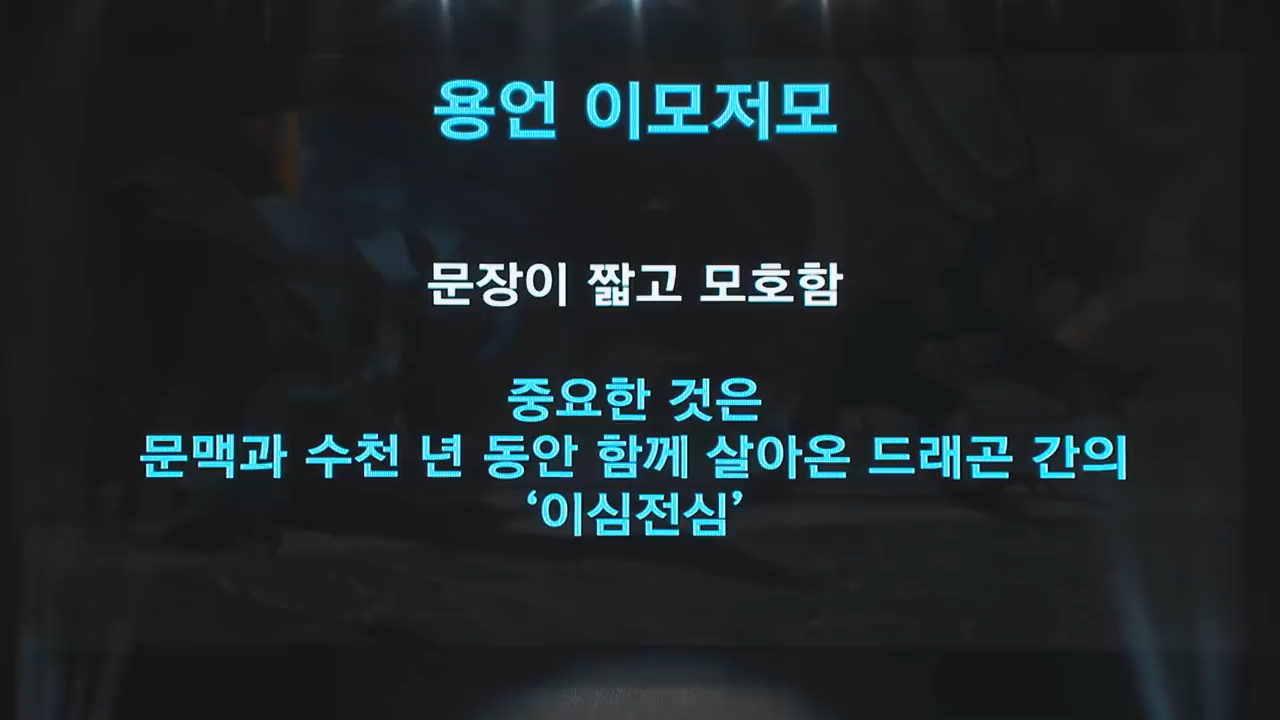 용언 이모저모
문장이 짧고 모호함
중요한 것은
문맥과 수천 년 동안 함께 살아온 드래곤 간의
‘이심전심’